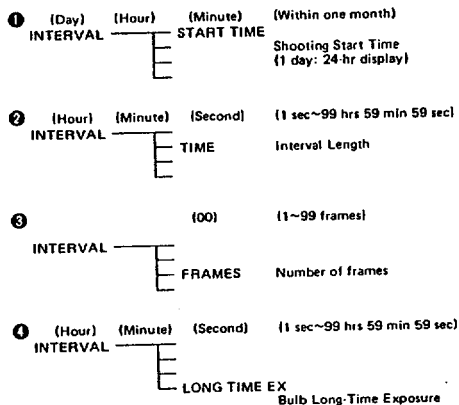 ❶ (Day) (Hour) (Minute) (Within one month)
INTERVAL START TIME
Shooting Start Time
(1 day: 24-hr display)
❷ (Hour) (Minute) (Second) (1 sec~99 hrs 59 min 59 sec)
INTERVAL
TIME Interval Length
❸ (00) (1~99 frames)
INTERVAL
FRAMES Number of frames
❹ (Hour) (Minute) (Second) (1 sec~99 hrs 59 min 59 sec)
INTERVAL
LONG TIME EX
Bulb Long-Time Exposure